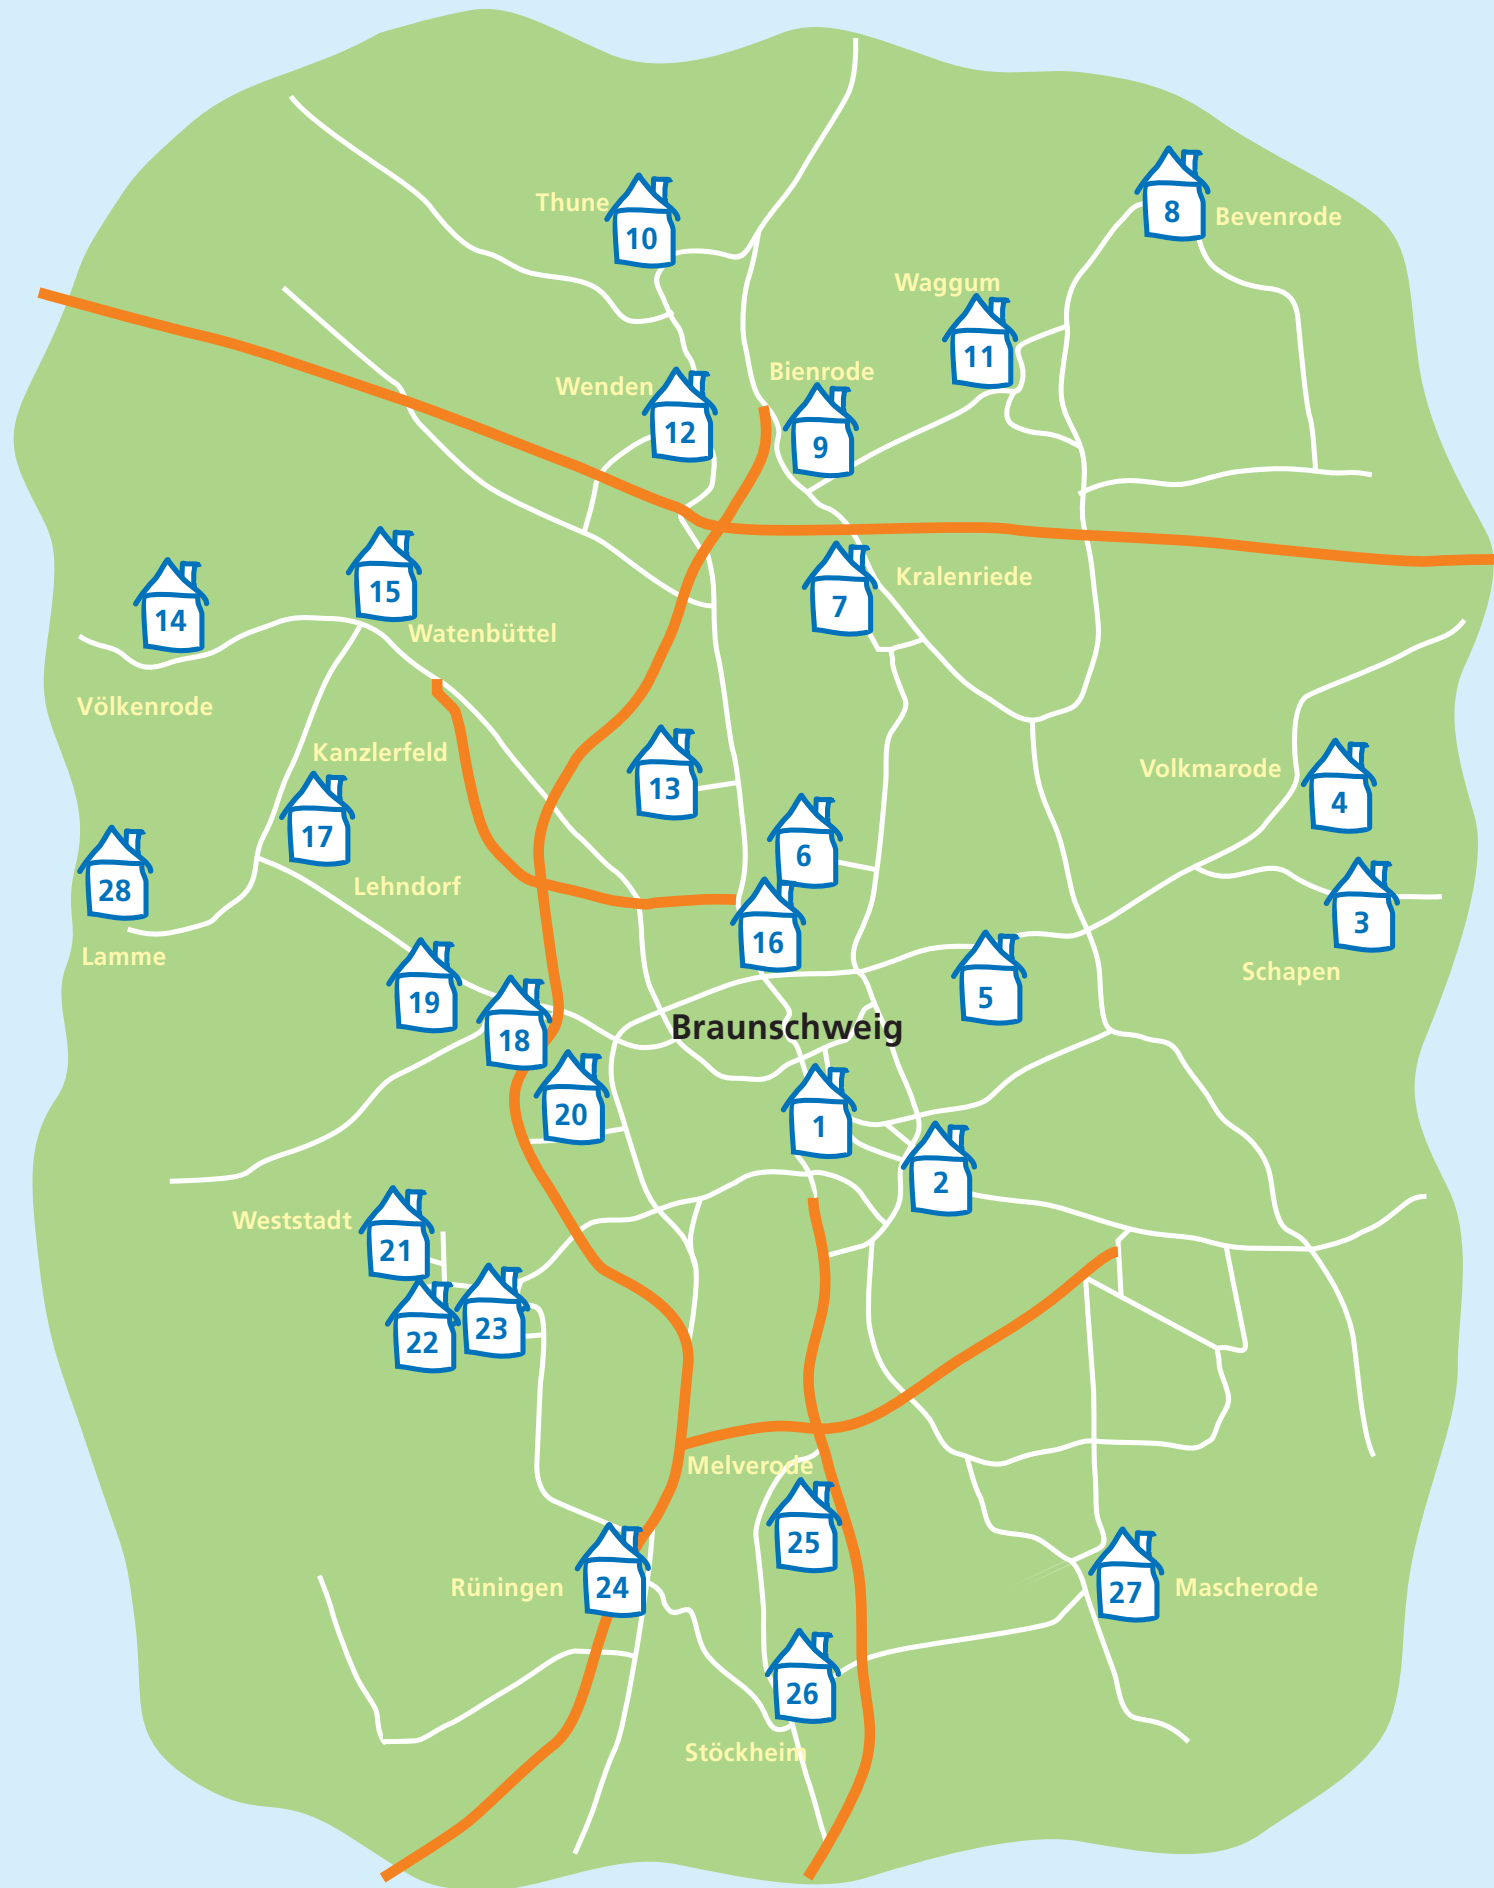 Thune
10
8
Bevenrode
Waggum
11
Bienrode
Wenden
12
9
15
14
Kralenriede
7
Watenbüttel
Völkenrode
Kanzlerfeld
13
Volkmarode
4
17
6
Lehndorf
28
3
16
Lamme
Schapen
19
5
18
Braunschweig
20
1
2
Weststadt
21
23
22
Melverode
25
Rüningen
24
27
Mascherode
26
Stöckheim